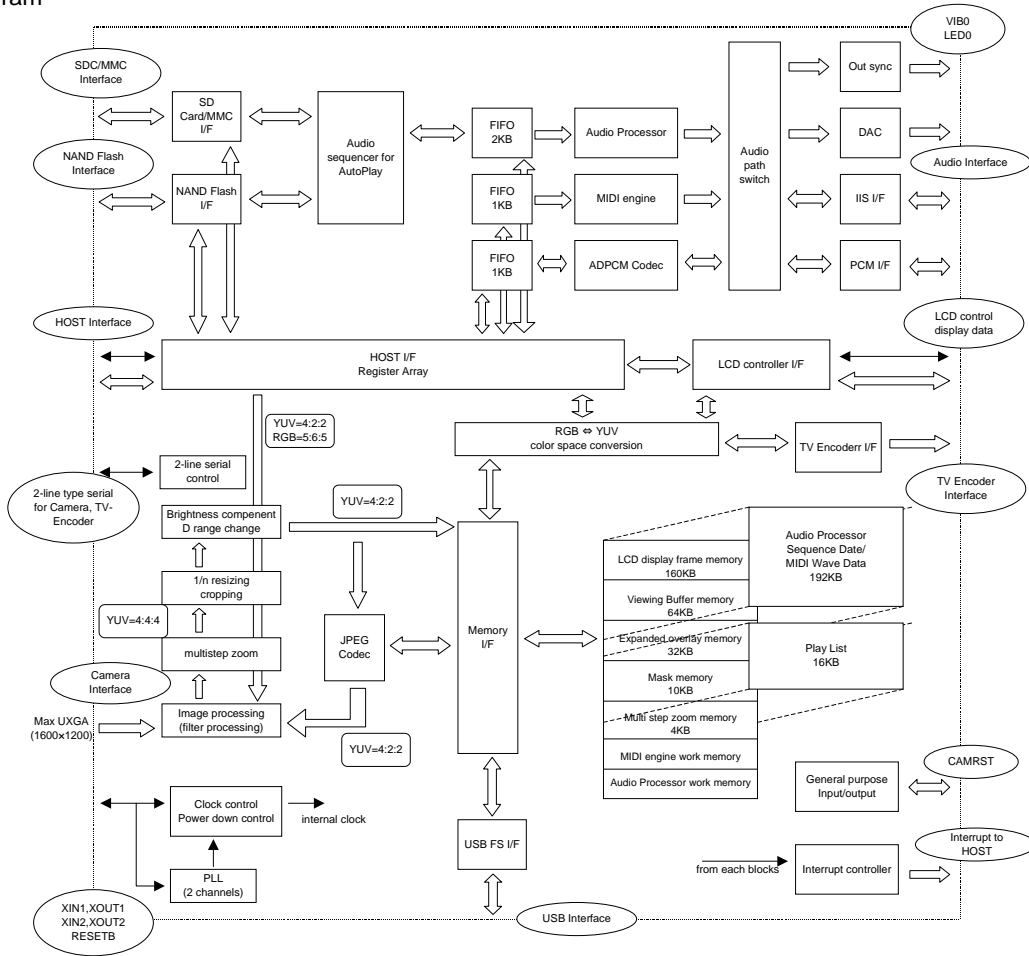 ram
VIB0
LED0
SDC/MMC
Interface
SD
Card/MMC
I/F
Audio
sequencer for
AutoPlay
FIFO
2KB
Audio Processor
Audio
path
switch
Out sync
DAC
NAND Flash
Interface
NAND Flash
I/F
FIFO
1KB
MIDI engine
IIS I/F
Audio Interface
FIFO
1KB
ADPCM Codec
PCM I/F
HOST Interface
HOST I/F
Register Array
LCD controller I/F
LCD control
display data
YUV=4:2:2
RGB=5:6:5
RGB ⇔ YUV
color space conversion
TV Encoderr I/F
2-line serial
control
2-line type serial
for Camera, TV-
Encoder
YUV=4:2:2
TV Encoder
Interface
Brightness compenent
D range change
1/n resizing
cropping
YUV=4:4:4
multistep zoom
JPEG
Codec
Memory
I/F
LCD display frame memory
160KB
Viewing Buffer memory
64KB
Expanded overlay memory
32KB
Mask memory
10KB
Multi step zoom memory
4KB
MIDI engine work memory
Audio Processor work memory
Audio Processor
Sequence Date/
MIDI Wave Data
192KB
Play List
16KB
Camera
Interface
Max UXGA
(1600×1200)
Image processing
(filter processing)
YUV=4:2:2
General purpose
Input/output
CAMRST
Clock control
Power down control
internal clock
USB FS I/F
from each blocks
Interrupt controller
Interrupt to
HOST
PLL
(2 channels)
XIN1,XOUT1
XIN2,XOUT2
RESETB
USB Interface